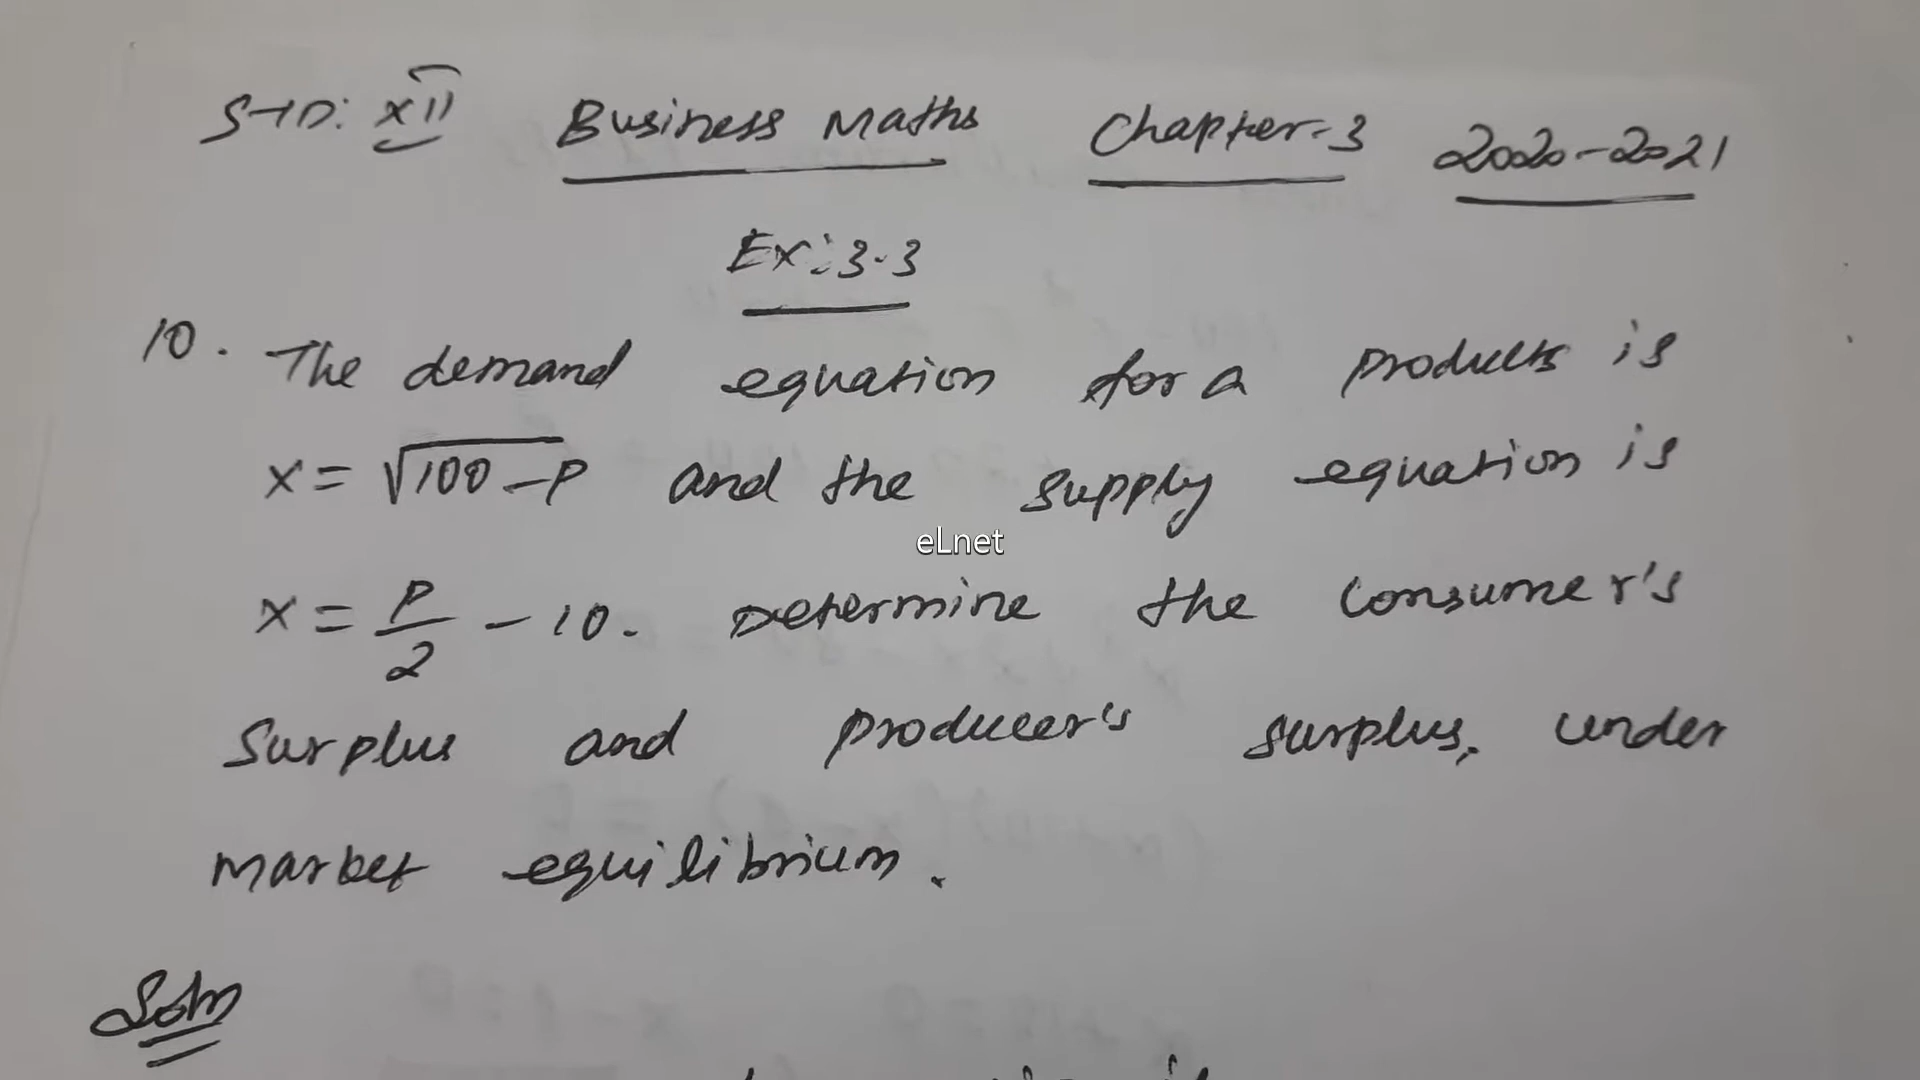 STD: XII Business Maths Chapter-3 2020-2021
Ex: 3.3
10. The demand equation for a products is
x = √100-P and the supply equation is
eLnet
x = P/2 - 10. Determine the Consumer's
Surplus and producer's surplus, under
market equilibrium.
Soln